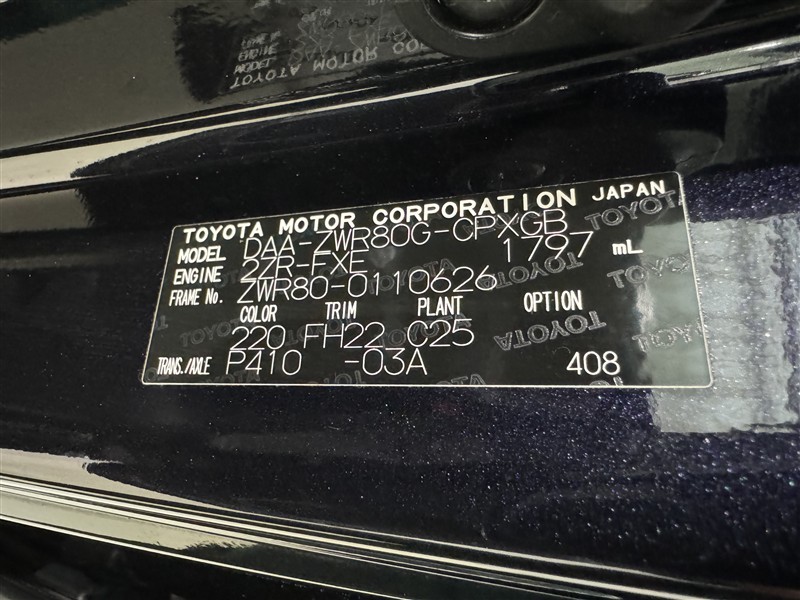 TOYOTA MOTOR CORPORATION JAPAN
MODEL DAA-ZWR80G-CPXGB
ENGINE 2ZR-FXE 1797 mL
FRAME No. ZWR80-0110626
COLOR TRIM PLANT OPTION
220 FH22 C25
TRANS./AXLE P410 -03A 408